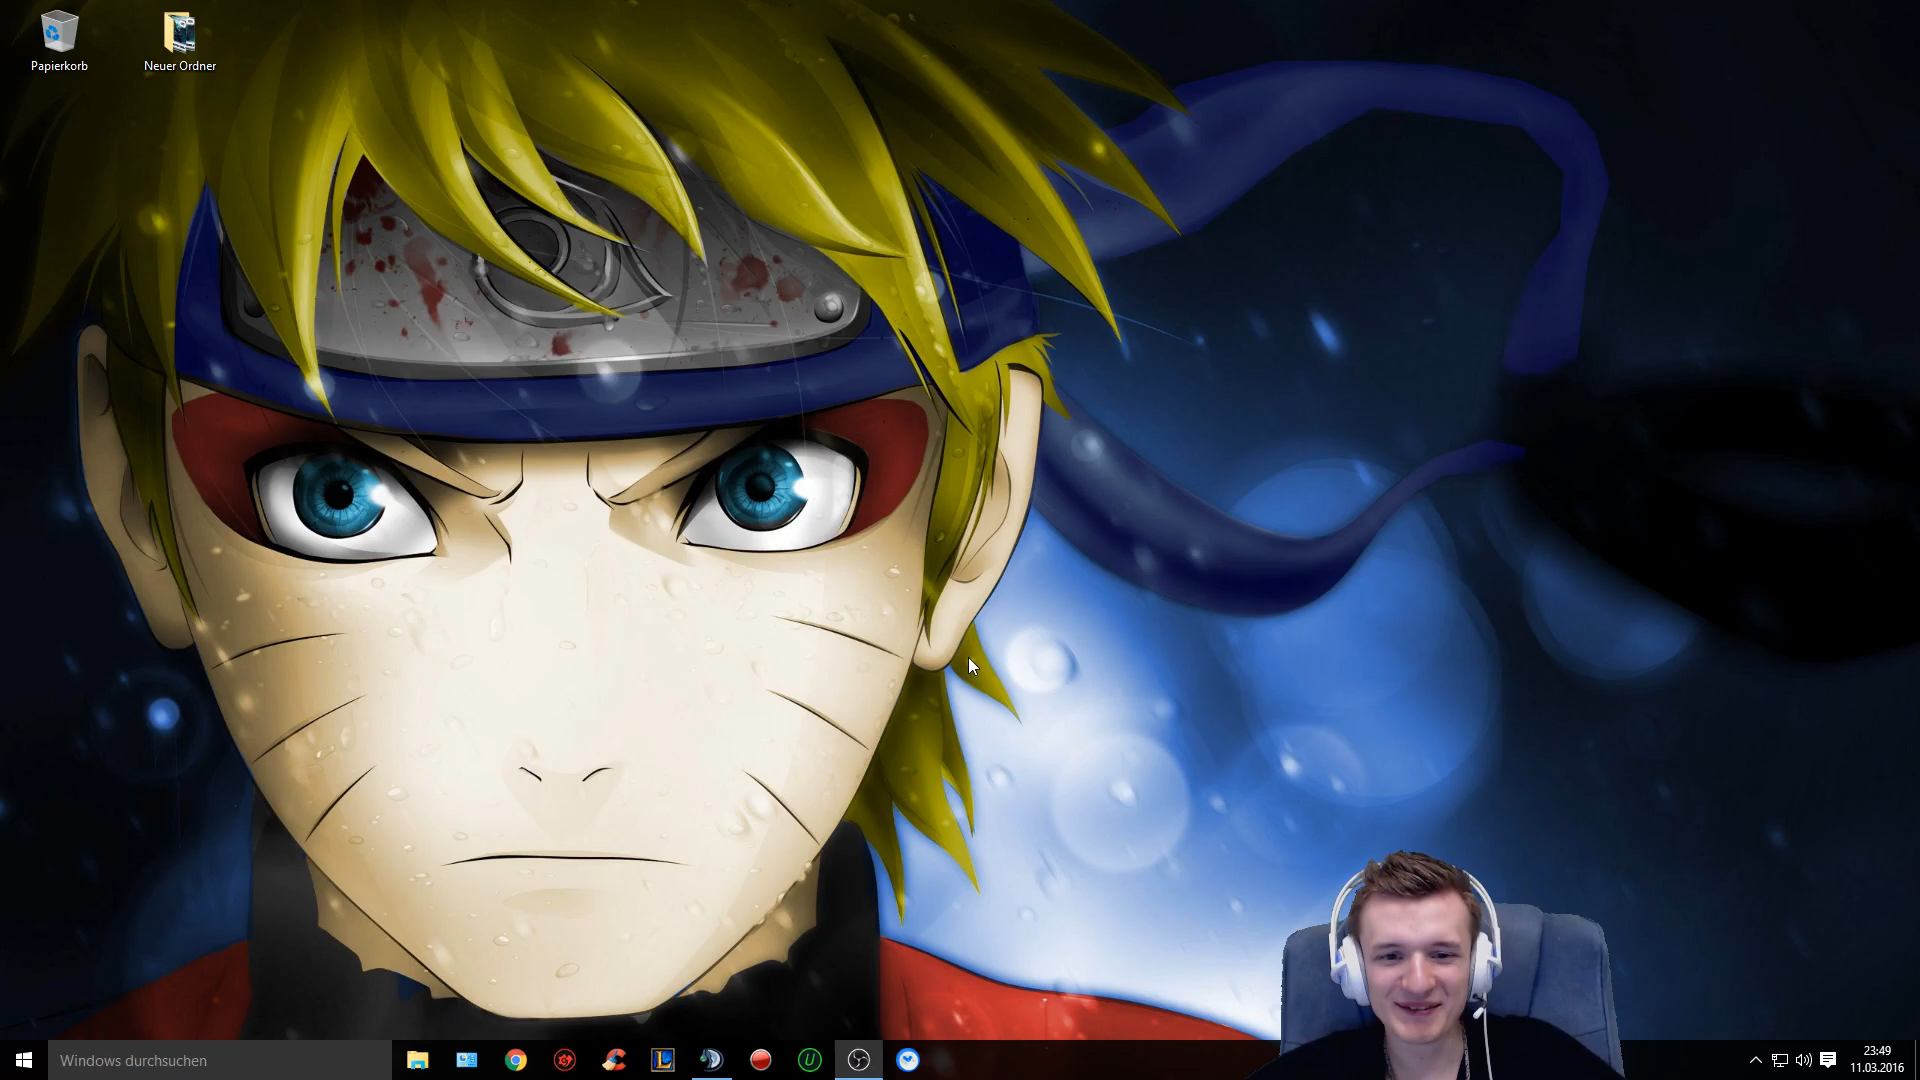 Papierkorb
Neuer Ordner
Windows durchsuchen
23:49
11.03.2016